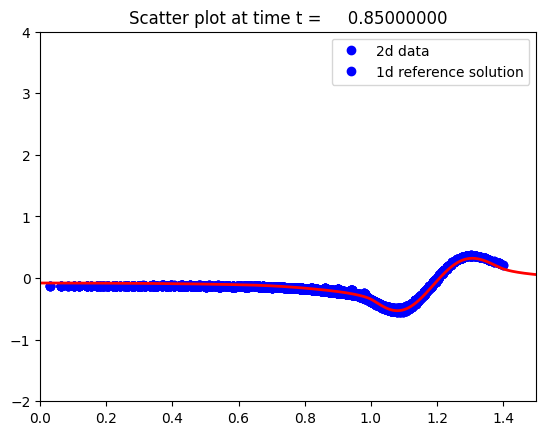 Scatter plot at time t = 0.85000000
2d data
1d reference solution
4
3
2
1
0
−1
−2
0.0 0.2 0.4 0.6 0.8 1.0 1.2 1.4